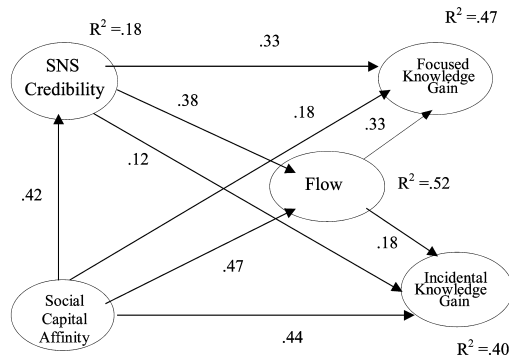 R² =.47
R² =.18
.33
SNS
Credibility
Focused
Knowledge
Gain
.38
.18
.33
.12
Flow
R² =.52
.42
.18
.47
Incidental
Knowledge
Gain
Social
Capital
Affinity
.44
R² =.40